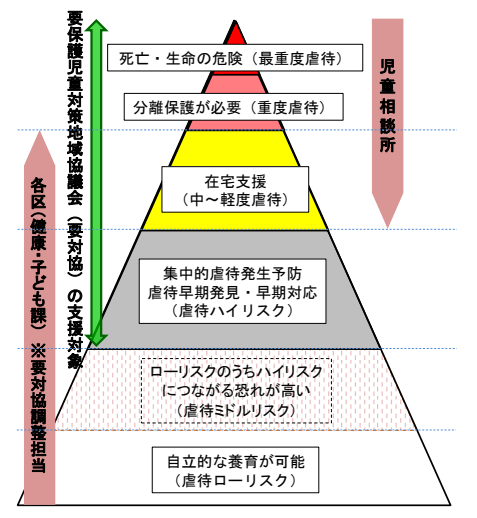 要保護児童対策地域協議会（要対協）の支援対象
死亡・生命の危険（最重度虐待）
児童相談所
分離保護が必要（重度虐待）
在宅支援
（中～軽度虐待）
各区（健康・子ども課）※要対協調整担当
集中的虐待発生予防
虐待早期発見・早期対応
（虐待ハイリスク）
ローリスクのうちハイリスク
につながる恐れが高い
（虐待ミドルリスク）
自立的な養育が可能
（虐待ローリスク）